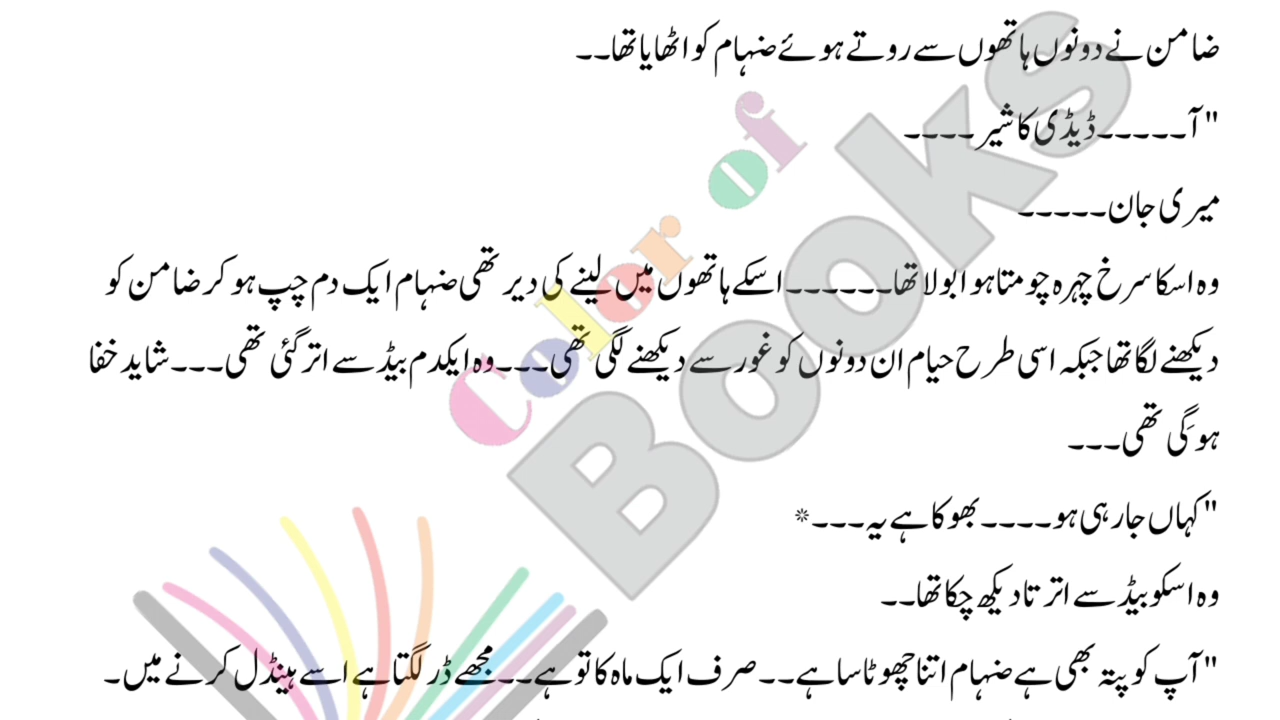 ضامن نے دونوں ہاتھوں سے روتے ہوئے ضہام کو اٹھایا تھا۔۔
"آ۔۔۔۔۔ڈیڈی کا شیر ۔۔۔۔
میری جان۔۔۔۔۔
وہ اسکا سرخ چہرہ چومتا ہوا بولا تھا۔۔۔۔۔۔اسکے ہاتھوں میں لینے کی دیر تھی ضہام ایک دم چپ ہو کر ضامن کو
دیکھنے لگا تھا جبکہ اسی طرح حیام ان دونوں کو غور سے دیکھنے لگی تھی۔۔۔وہ ایکدم بیڈ سے اتر گئی تھی۔۔۔شاید خفا
ہو گی تھی۔۔۔
"کہاں جا رہی ہو۔۔۔۔بھوکا ہے یہ۔۔۔*
وہ اسکو بیڈ سے اترتا دیکھ چکا تھا۔۔
"آپ کو پتہ بھی ہے ضہام اتنا چھوٹا سا ہے۔۔صرف ایک ماہ کا تو ہے۔۔مجھے ڈر لگتا ہے اسے ہینڈل کرنے میں۔
Color of
Books